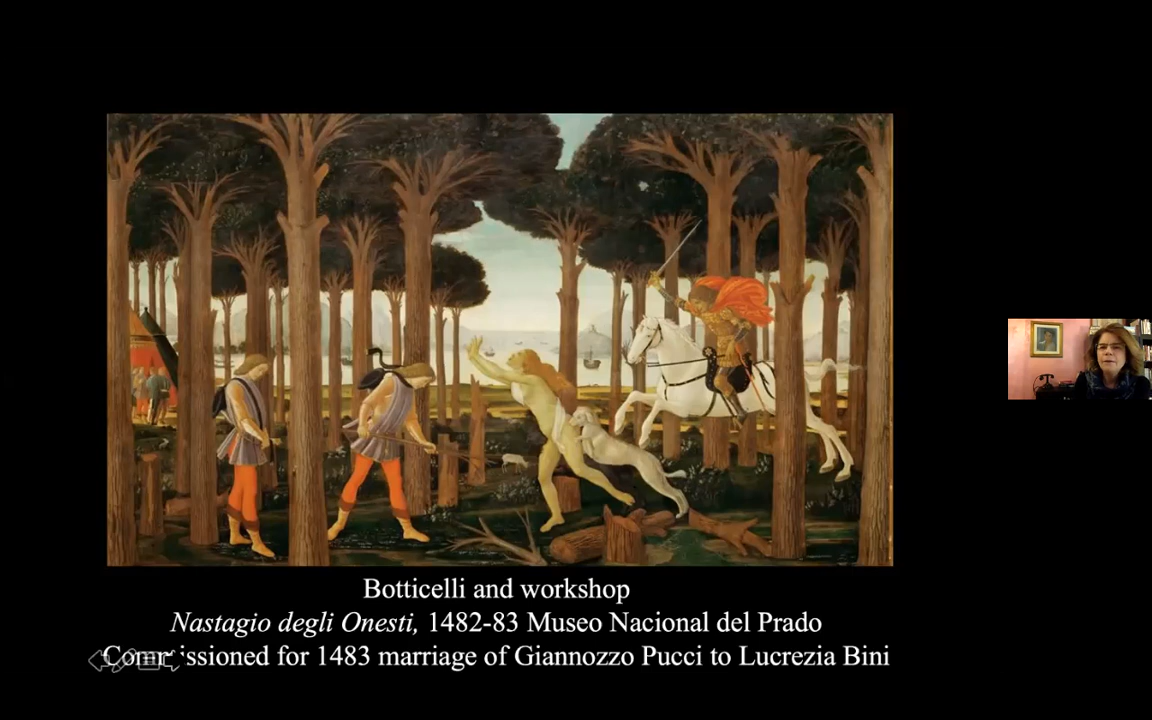 Botticelli and workshop
Nastagio degli Onesti, 1482-83 Museo Nacional del Prado
Commissioned for 1483 marriage of Giannozzo Pucci to Lucrezia Bini